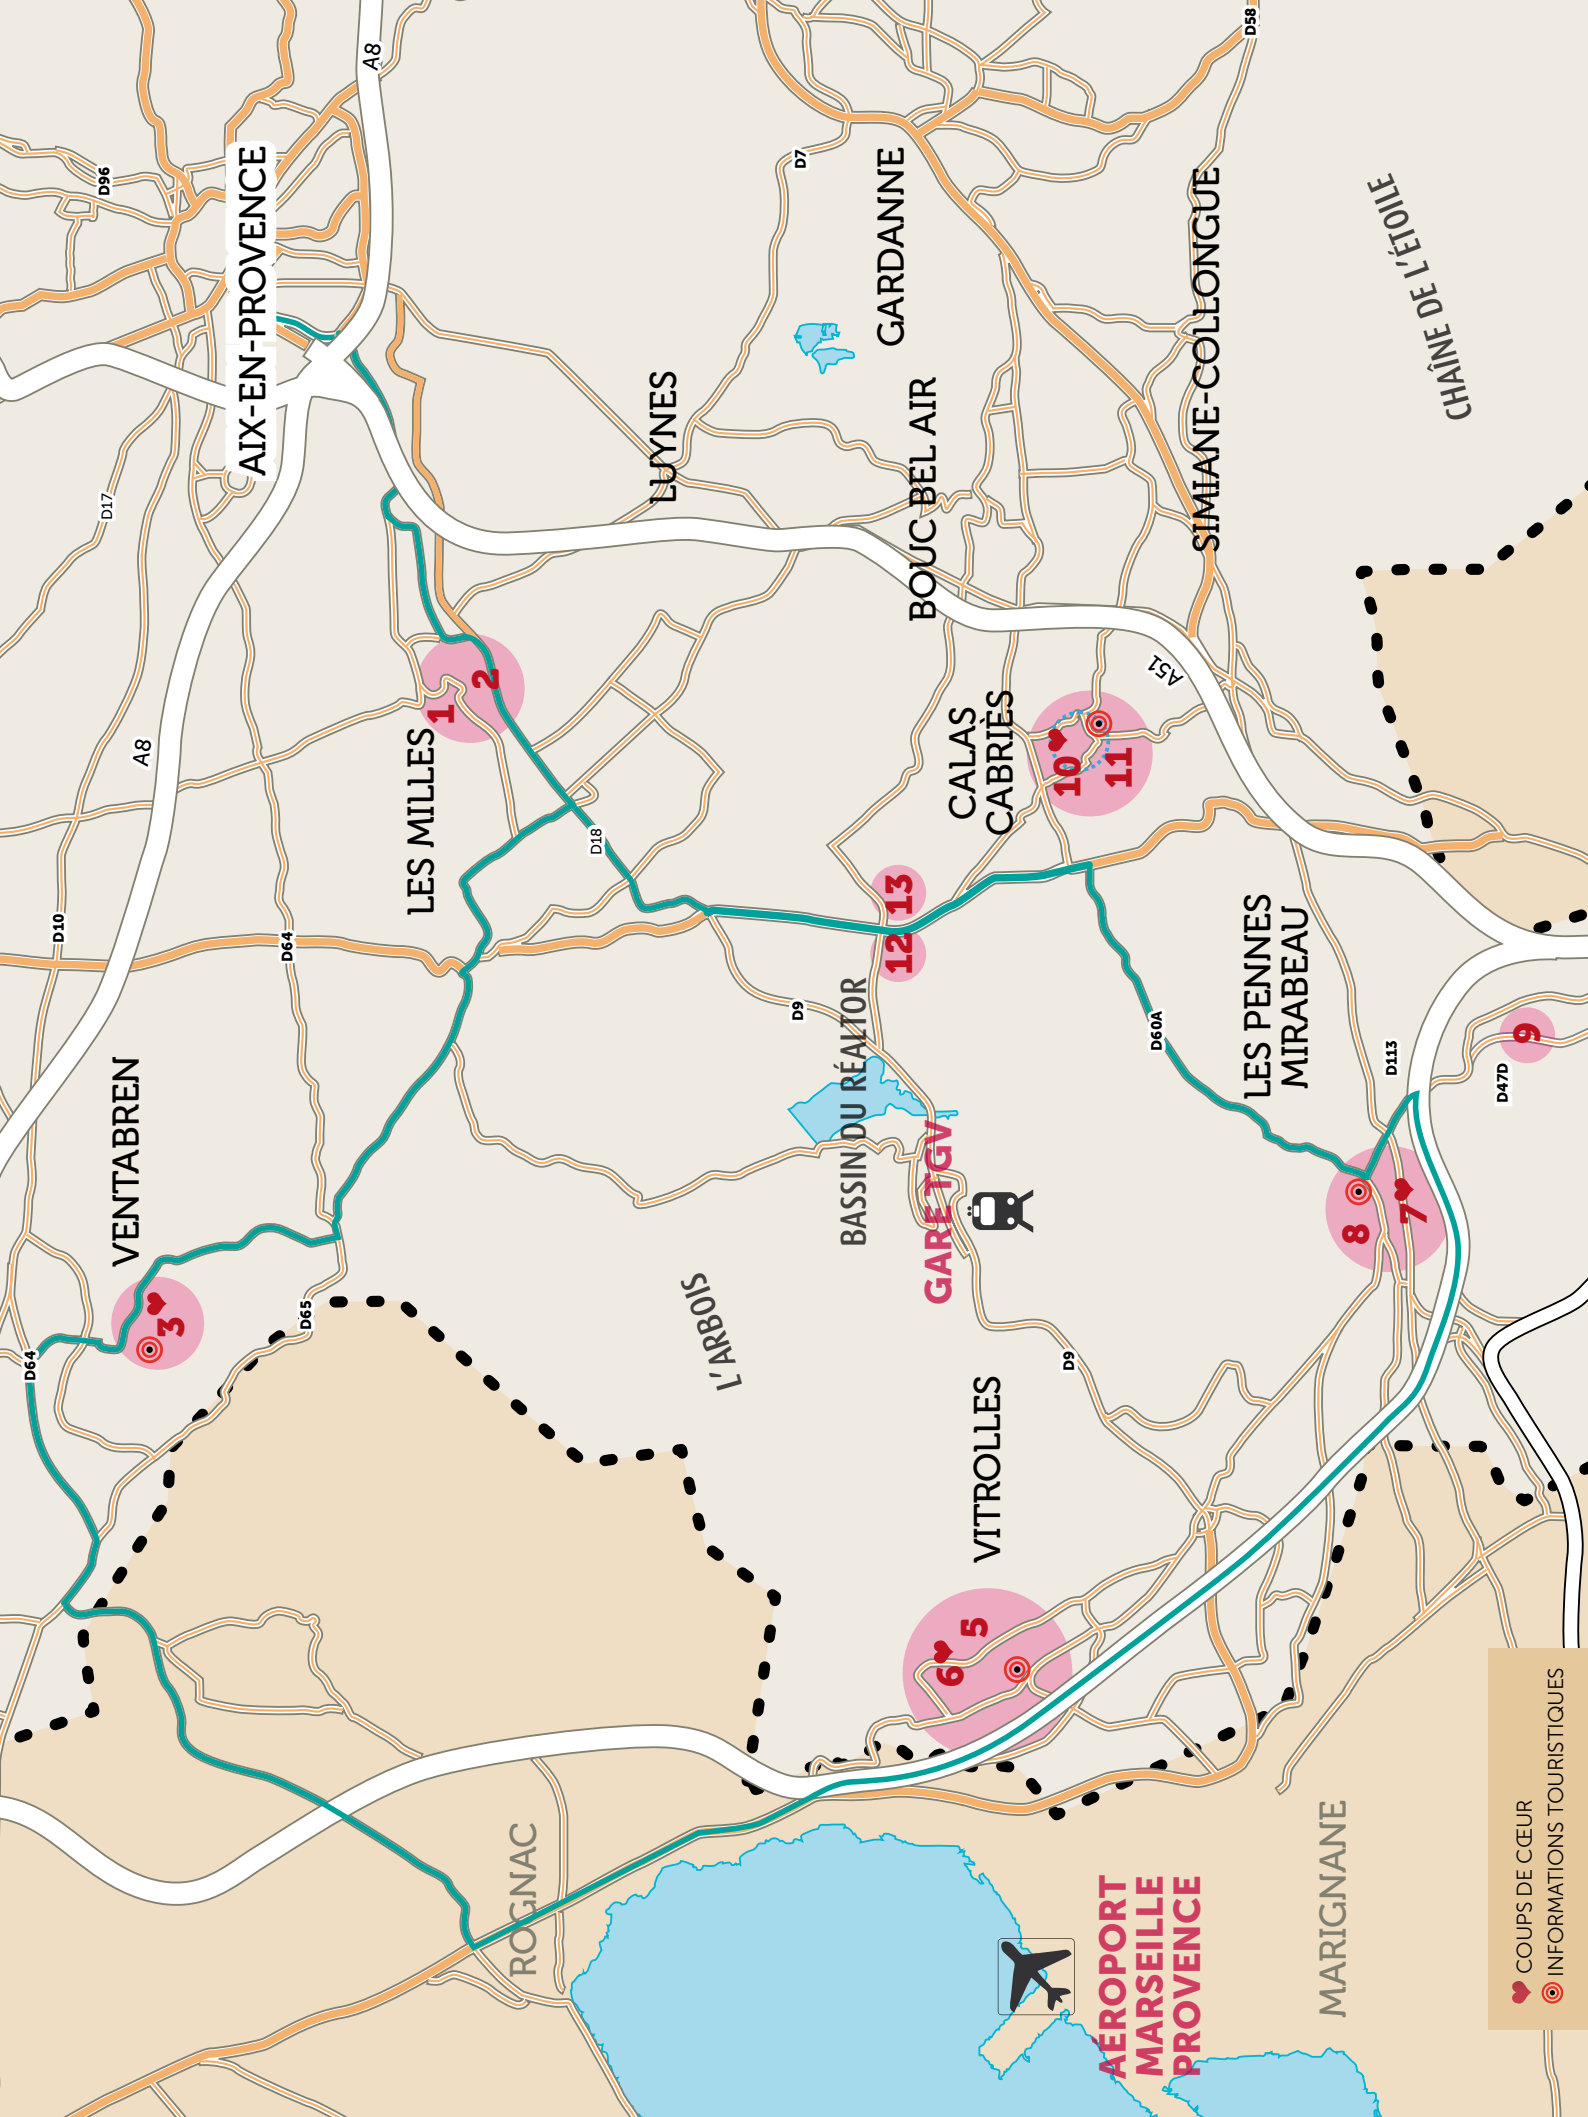 D96
AIX-EN-PROVENCE
A8
D7
GARDANNE
D58
SIMIANE-COLLONGUE
CHAÎNE DE L'ÉTOILE
D17
LUYNES
BOUC BEL AIR
A8
1
2
LES MILLES
D18
CALAS
CABRIÈS
10
11
A51
D10
D64
13
12
D9
BASSIN DU RÉALTOR
D60A
LES PENNES
MIRABEAU
D113
D47D
9
VENTABREN
3
D64
D65
L'ARBOIS
GARE TGV
8
7
D9
VITROLLES
6
5
ROGNAC
AÉROPORT
MARSEILLE
PROVENCE
MARIGNANE
COUPS DE CŒUR
INFORMATIONS TOURISTIQUES